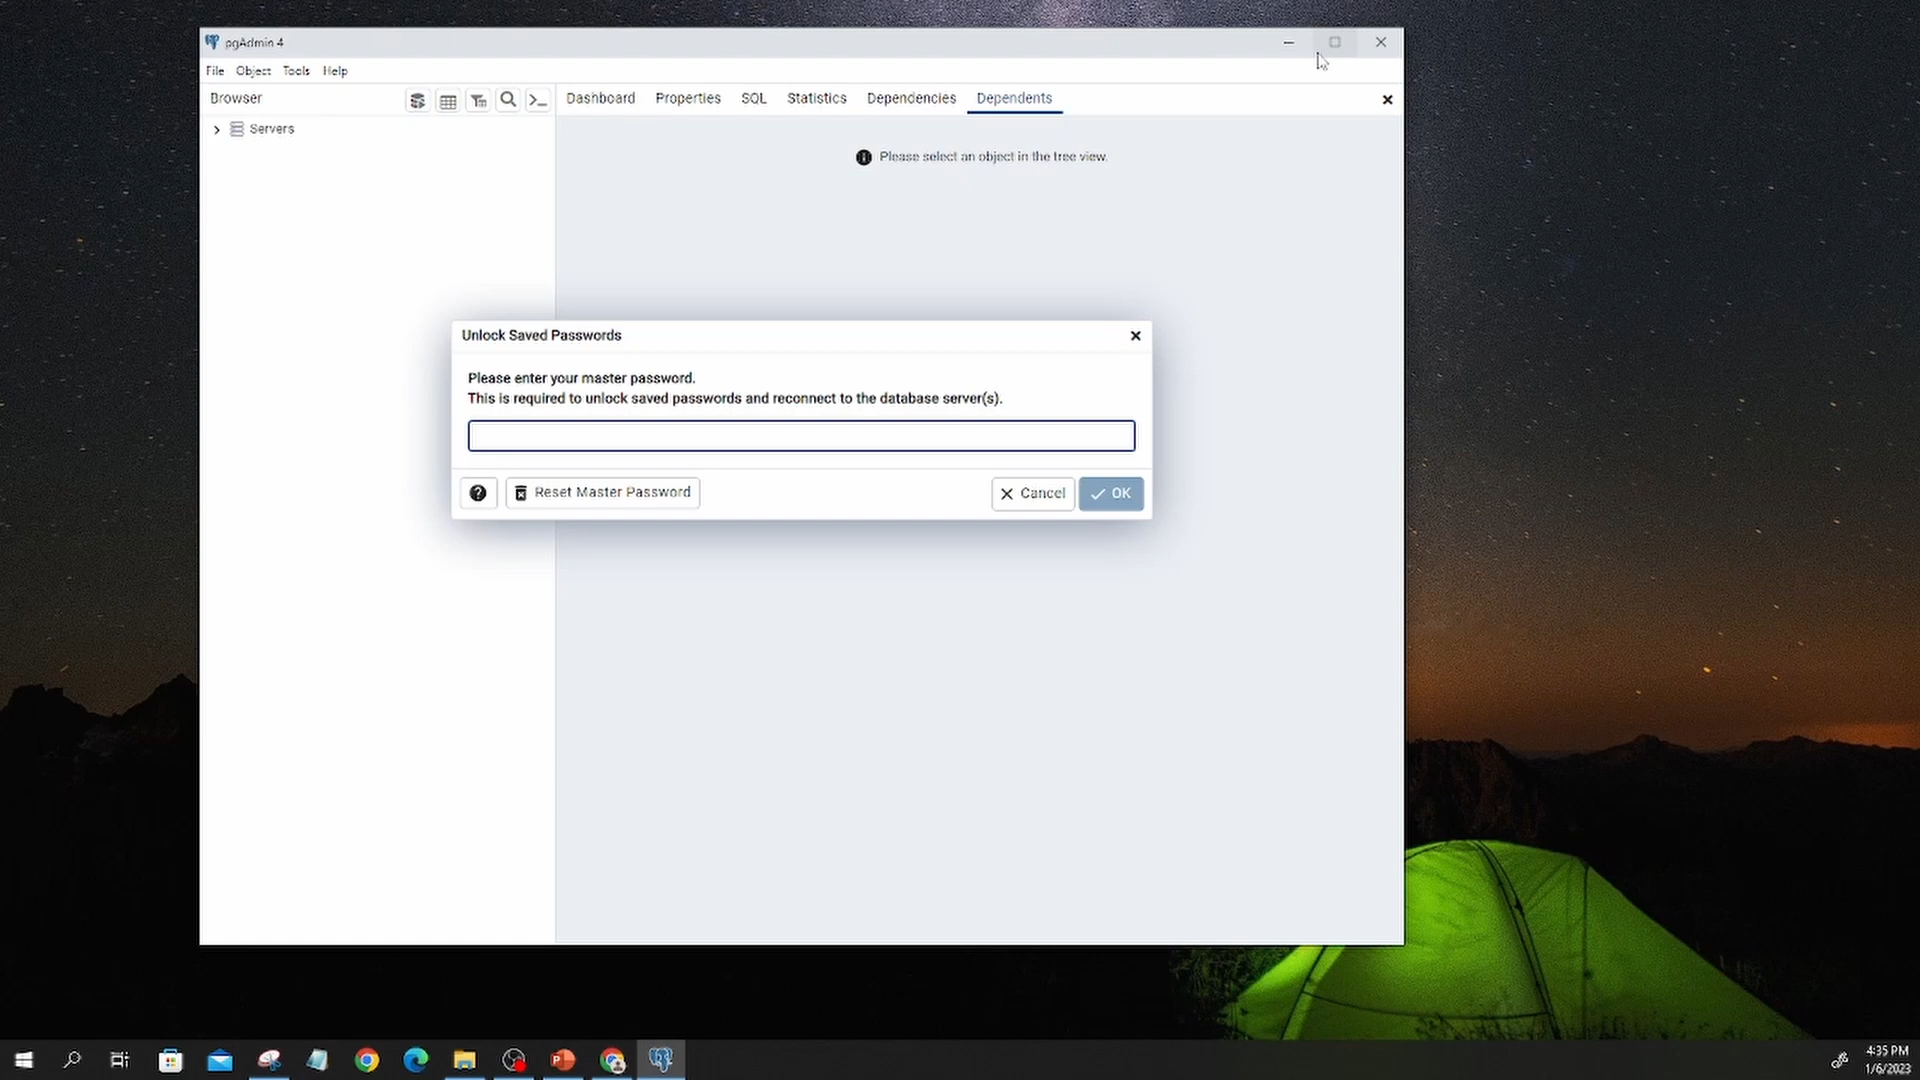 pgAdmin 4
File Object Tools Help
Browser
Dashboard Properties SQL Statistics Dependencies Dependents
Servers
Please select an object in the tree view.
Unlock Saved Passwords
Please enter your master password.
This is required to unlock saved passwords and reconnect to the database server(s).
Reset Master Password
Cancel
OK
4:35 PM
1/6/2023